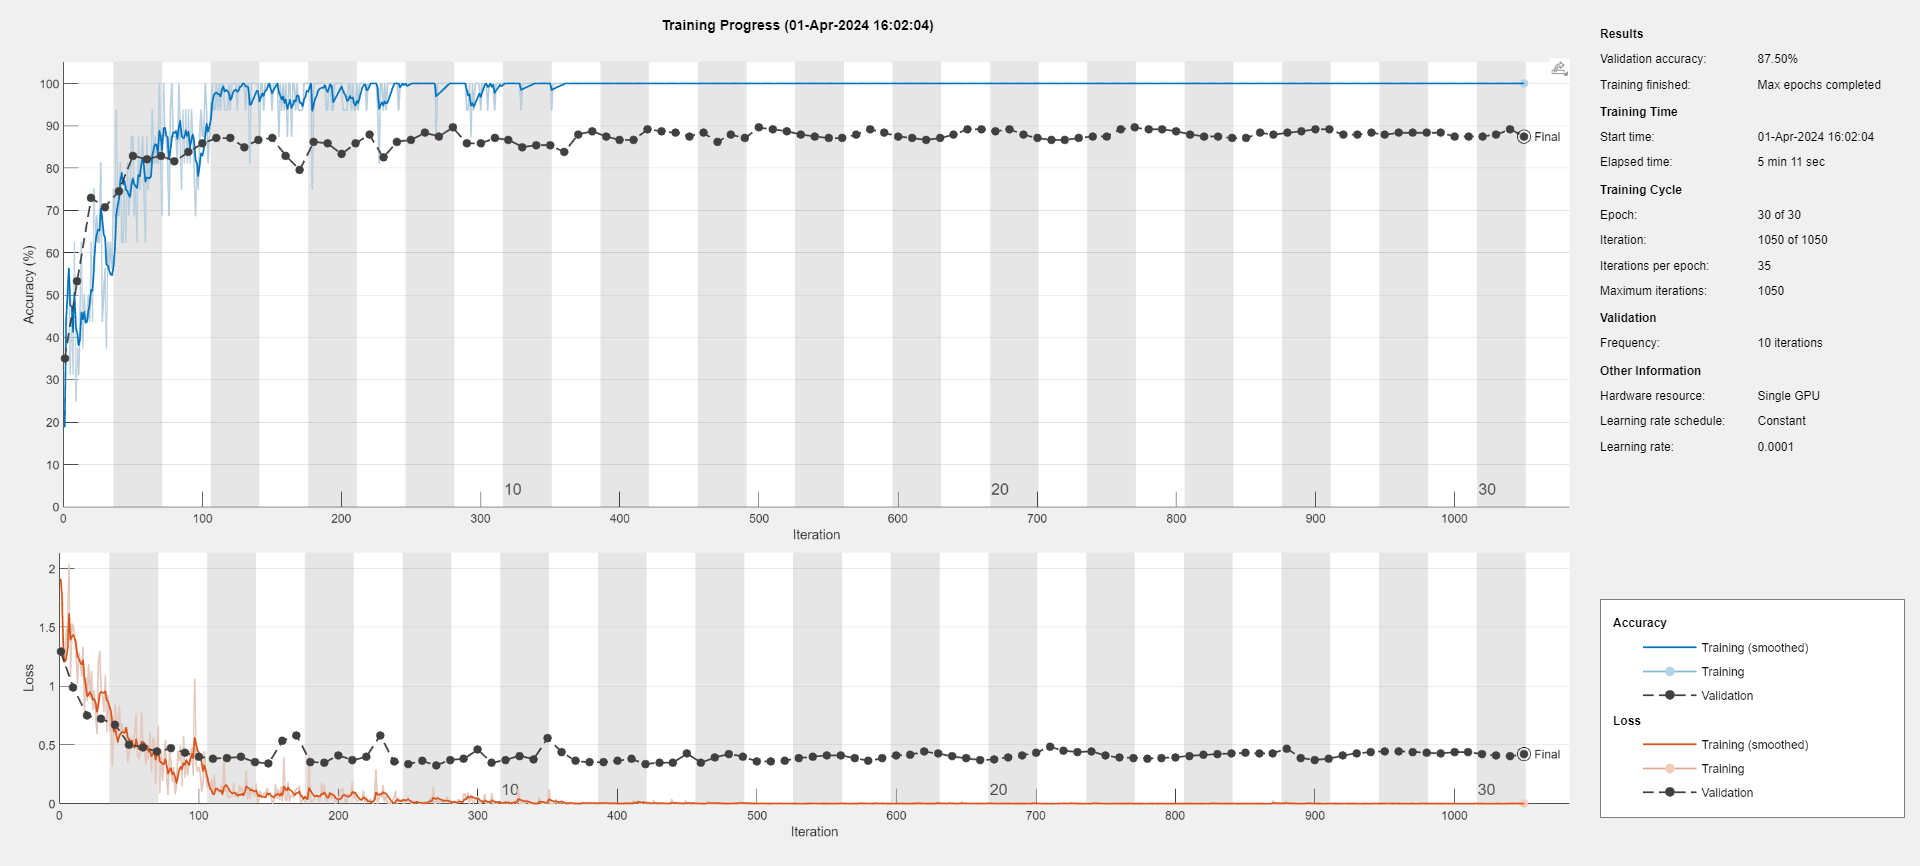 Training Progress (01-Apr-2024 16:02:04)
100
90
80
70
60
50
40
30
20
10
0
Accuracy (%)
Final
10
20
30
0
100
200
300
400
500
600
700
800
900
1000
Iteration
2
1.5
1
0.5
0
Loss
Final
10
20
30
0
100
200
300
400
500
600
700
800
900
1000
Iteration
Results
Validation accuracy: 87.50%
Training finished: Max epochs completed
Training Time
Start time: 01-Apr-2024 16:02:04
Elapsed time: 5 min 11 sec
Training Cycle
Epoch: 30 of 30
Iteration: 1050 of 1050
Iterations per epoch: 35
Maximum iterations: 1050
Validation
Frequency: 10 iterations
Other Information
Hardware resource: Single GPU
Learning rate schedule: Constant
Learning rate: 0.0001
Accuracy
Training (smoothed)
Training
Validation
Loss
Training (smoothed)
Training
Validation